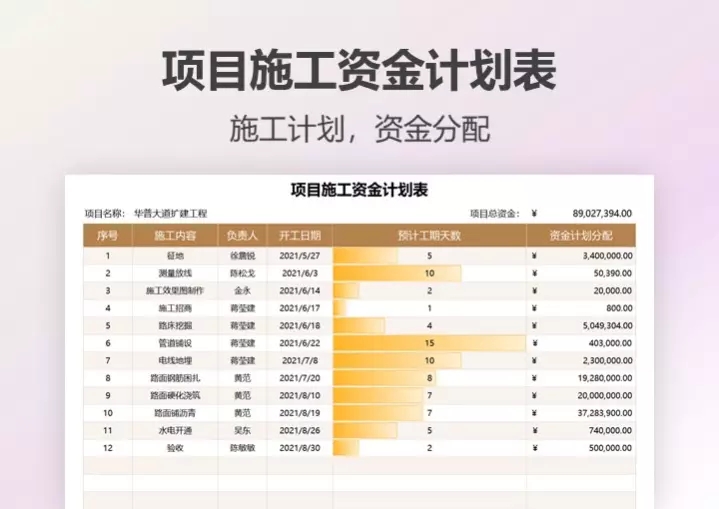 项目施工资金计划表
施工计划，资金分配
项目施工资金计划表
项目名称： 华普大道扩建工程 项目总资金： ¥ 89,027,394.00
序号 施工内容 负责人 开工日期 预计工期天数 资金计划分配
1 征地 徐霞锐 2021/5/27 5 ¥ 3,400,000.00
2 测量放线 陈松戈 2021/6/3 10 ¥ 50,390.00
3 施工效果图制作 金永 2021/6/14 2 ¥ 20,000.00
4 施工招商 蒋莹建 2021/6/17 1 ¥ 800.00
5 路床挖掘 蒋莹建 2021/6/18 4 ¥ 5,049,304.00
6 管道铺设 蒋莹建 2021/6/22 15 ¥ 403,000.00
7 电线地埋 蒋莹建 2021/7/8 10 ¥ 2,300,000.00
8 路面钢筋困扎 黄范 2021/7/20 8 ¥ 19,280,000.00
9 路面硬化浇筑 黄范 2021/8/10 7 ¥ 20,000,000.00
10 路面铺沥青 黄范 2021/8/19 7 ¥ 37,283,900.00
11 水电开通 吴东 2021/8/26 5 ¥ 740,000.00
12 验收 陈敏敏 2021/8/30 2 ¥ 500,000.00